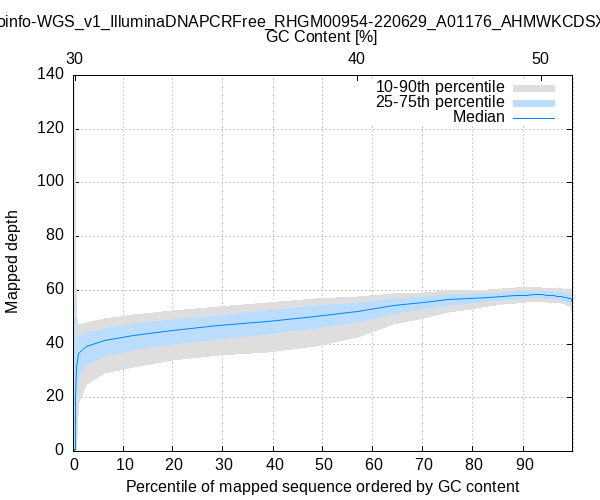 oinfo-WGS_v1_IlluminaDNAPCRFree_RHGM00954-220629_A01176_AHMWKCDSX
GC Content [%]
30 40 50
140
120
100
80
60
40
20
0
10-90th percentile
25-75th percentile
Median
Mapped depth
0 10 20 30 40 50 60 70 80 90
Percentile of mapped sequence ordered by GC content